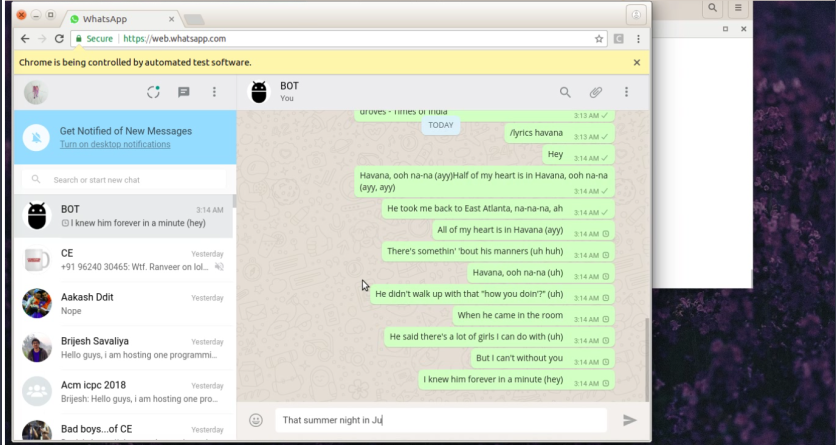 WhatsApp
Secure https://web.whatsapp.com
Chrome is being controlled by automated test software.
Get Notified of New Messages
Turn on desktop notifications
Search or start new chat
BOT 3:14 AM
I knew him forever in a minute (hey)
CE Yesterday
+91 96240 30465: Wtf. Ranveer on lol...
Aakash Ddit Yesterday
Nope
Brijesh Savaliya Yesterday
Hello guys, i am hosting one programmi...
Acm icpc 2018 Yesterday
Brijesh: Hello guys, i am hosting one pro...
Bad boys...of CE Yesterday
BOT
You
droves - Times of India
3:13 AM
TODAY
/lyrics havana 3:13 AM
Hey 3:14 AM
Havana, ooh na-na (ayy)Half of my heart is in Havana, ooh na-na
(ayy, ayy) 3:14 AM
He took me back to East Atlanta, na-na-na, ah 3:14 AM
All of my heart is in Havana (ayy) 3:14 AM
There's somethin' 'bout his manners (uh huh) 3:14 AM
Havana, ooh na-na (uh) 3:14 AM
He didn't walk up with that "how you doin'?" (uh) 3:14 AM
When he came in the room 3:14 AM
He said there's a lot of girls I can do with (uh) 3:14 AM
But I can't without you 3:14 AM
I knew him forever in a minute (hey) 3:14 AM
That summer night in Ju